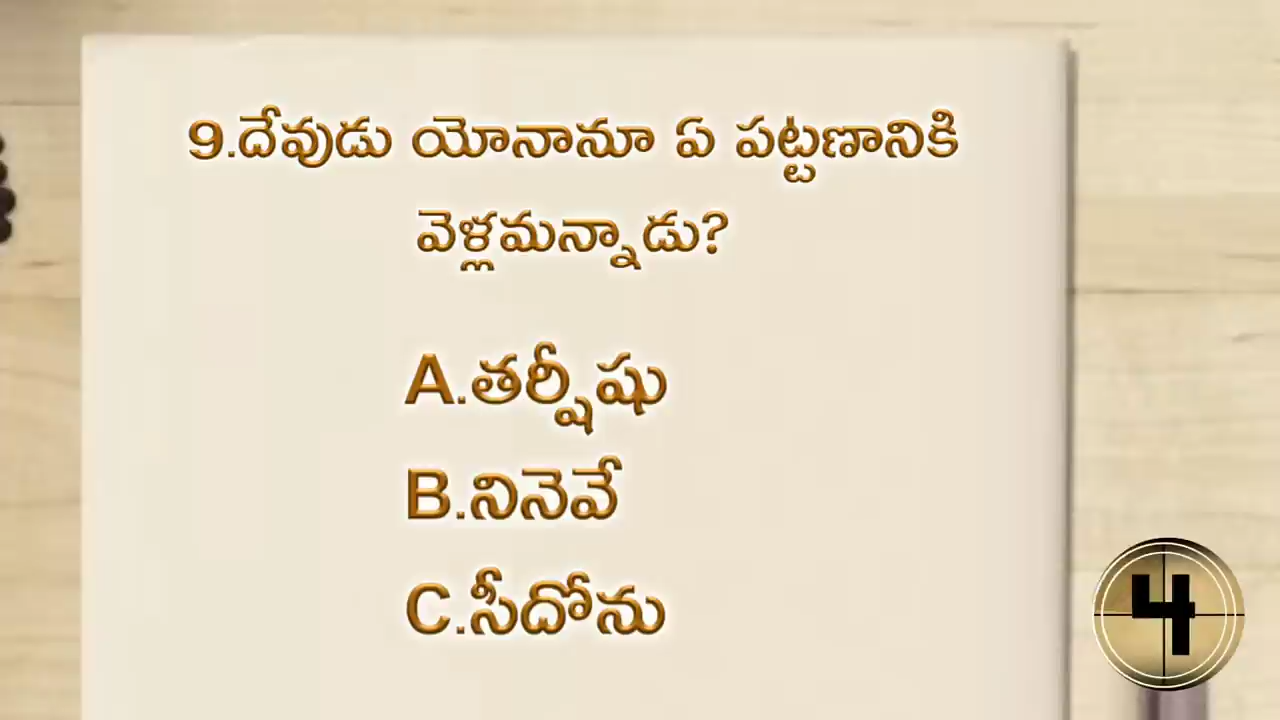 9.దేవుడు యోనానూ ఏ పట్టణానికి
వెళ్లమన్నాడు?
A.తర్షీషు
B.నినెవే
C.సీదోను
4